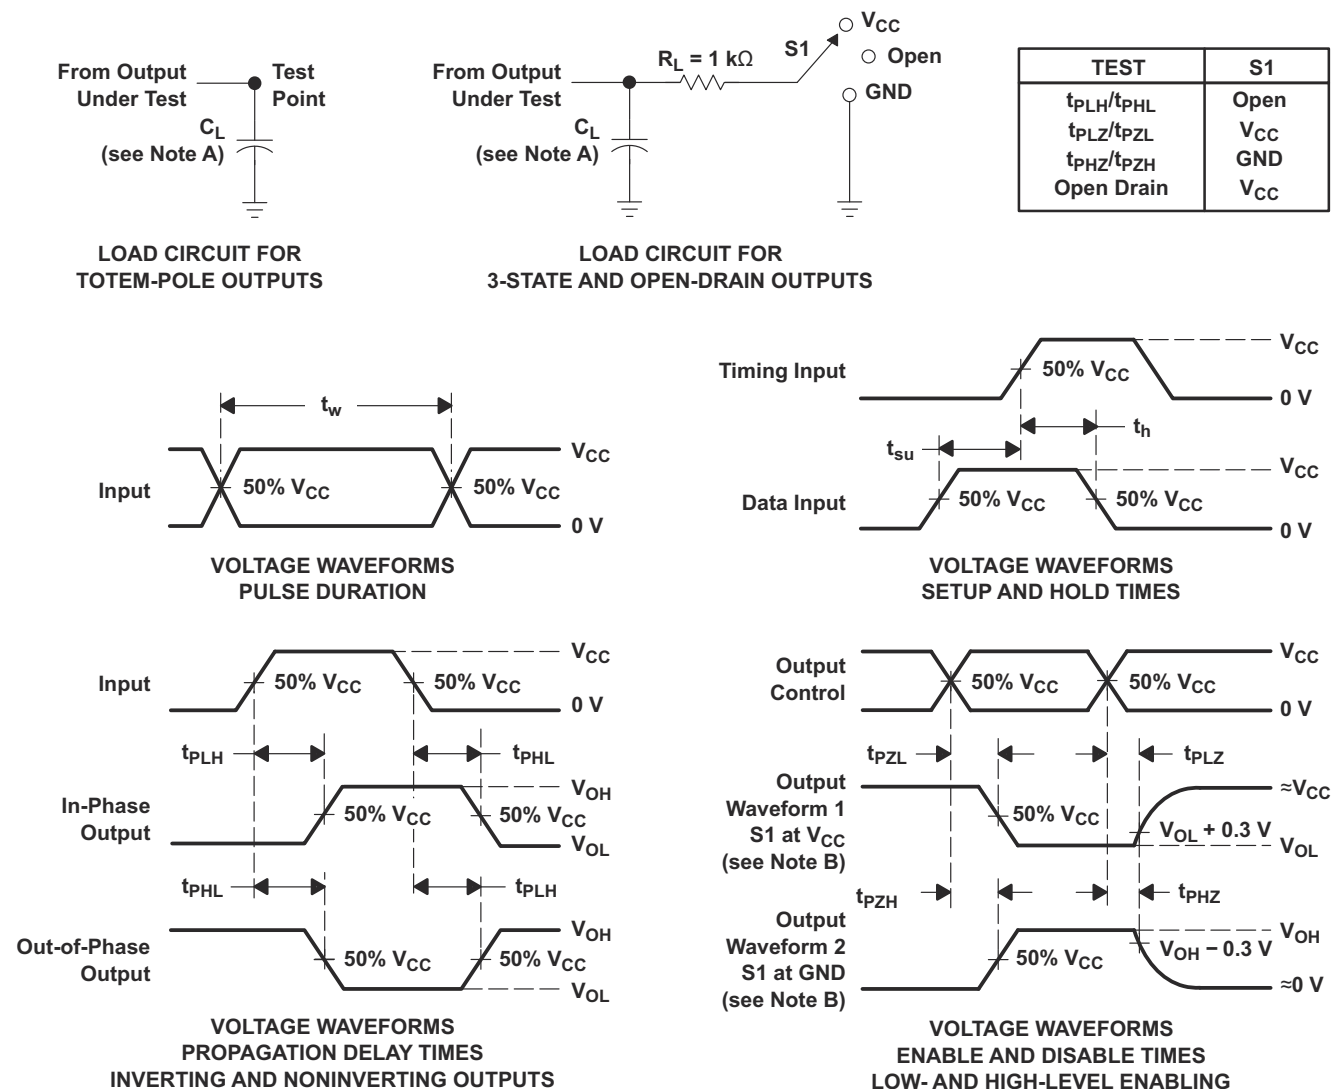 From Output
Under Test
Test
Point
C_L
(see Note A)
LOAD CIRCUIT FOR
TOTEM-POLE OUTPUTS
From Output
Under Test
R_L = 1 kΩ
S1
V_CC
Open
GND
C_L
(see Note A)
LOAD CIRCUIT FOR
3-STATE AND OPEN-DRAIN OUTPUTS
TEST S1
t_PLH/t_PHL Open
t_PLZ/t_PZL V_CC
t_PHZ/t_PZH GND
Open Drain V_CC
t_w
V_CC
Input
50% V_CC
50% V_CC
0 V
VOLTAGE WAVEFORMS
PULSE DURATION
Timing Input
50% V_CC
V_CC
0 V
t_h
t_su
Data Input
50% V_CC
50% V_CC
V_CC
0 V
VOLTAGE WAVEFORMS
SETUP AND HOLD TIMES
Input
50% V_CC
50% V_CC
V_CC
0 V
t_PLH
t_PHL
In-Phase
Output
50% V_CC
50% V_CC
V_OH
V_OL
t_PHL
t_PLH
Out-of-Phase
Output
50% V_CC
50% V_CC
V_OH
V_OL
VOLTAGE WAVEFORMS
PROPAGATION DELAY TIMES
INVERTING AND NONINVERTING OUTPUTS
Output
Control
50% V_CC
50% V_CC
V_CC
0 V
t_PZL
t_PLZ
Output
Waveform 1
S1 at V_CC
(see Note B)
50% V_CC
≈V_CC
V_OL + 0.3 V
V_OL
t_PZH
t_PHZ
Output
Waveform 2
S1 at GND
(see Note B)
50% V_CC
V_OH
V_OH − 0.3 V
≈0 V
VOLTAGE WAVEFORMS
ENABLE AND DISABLE TIMES
LOW- AND HIGH-LEVEL ENABLING